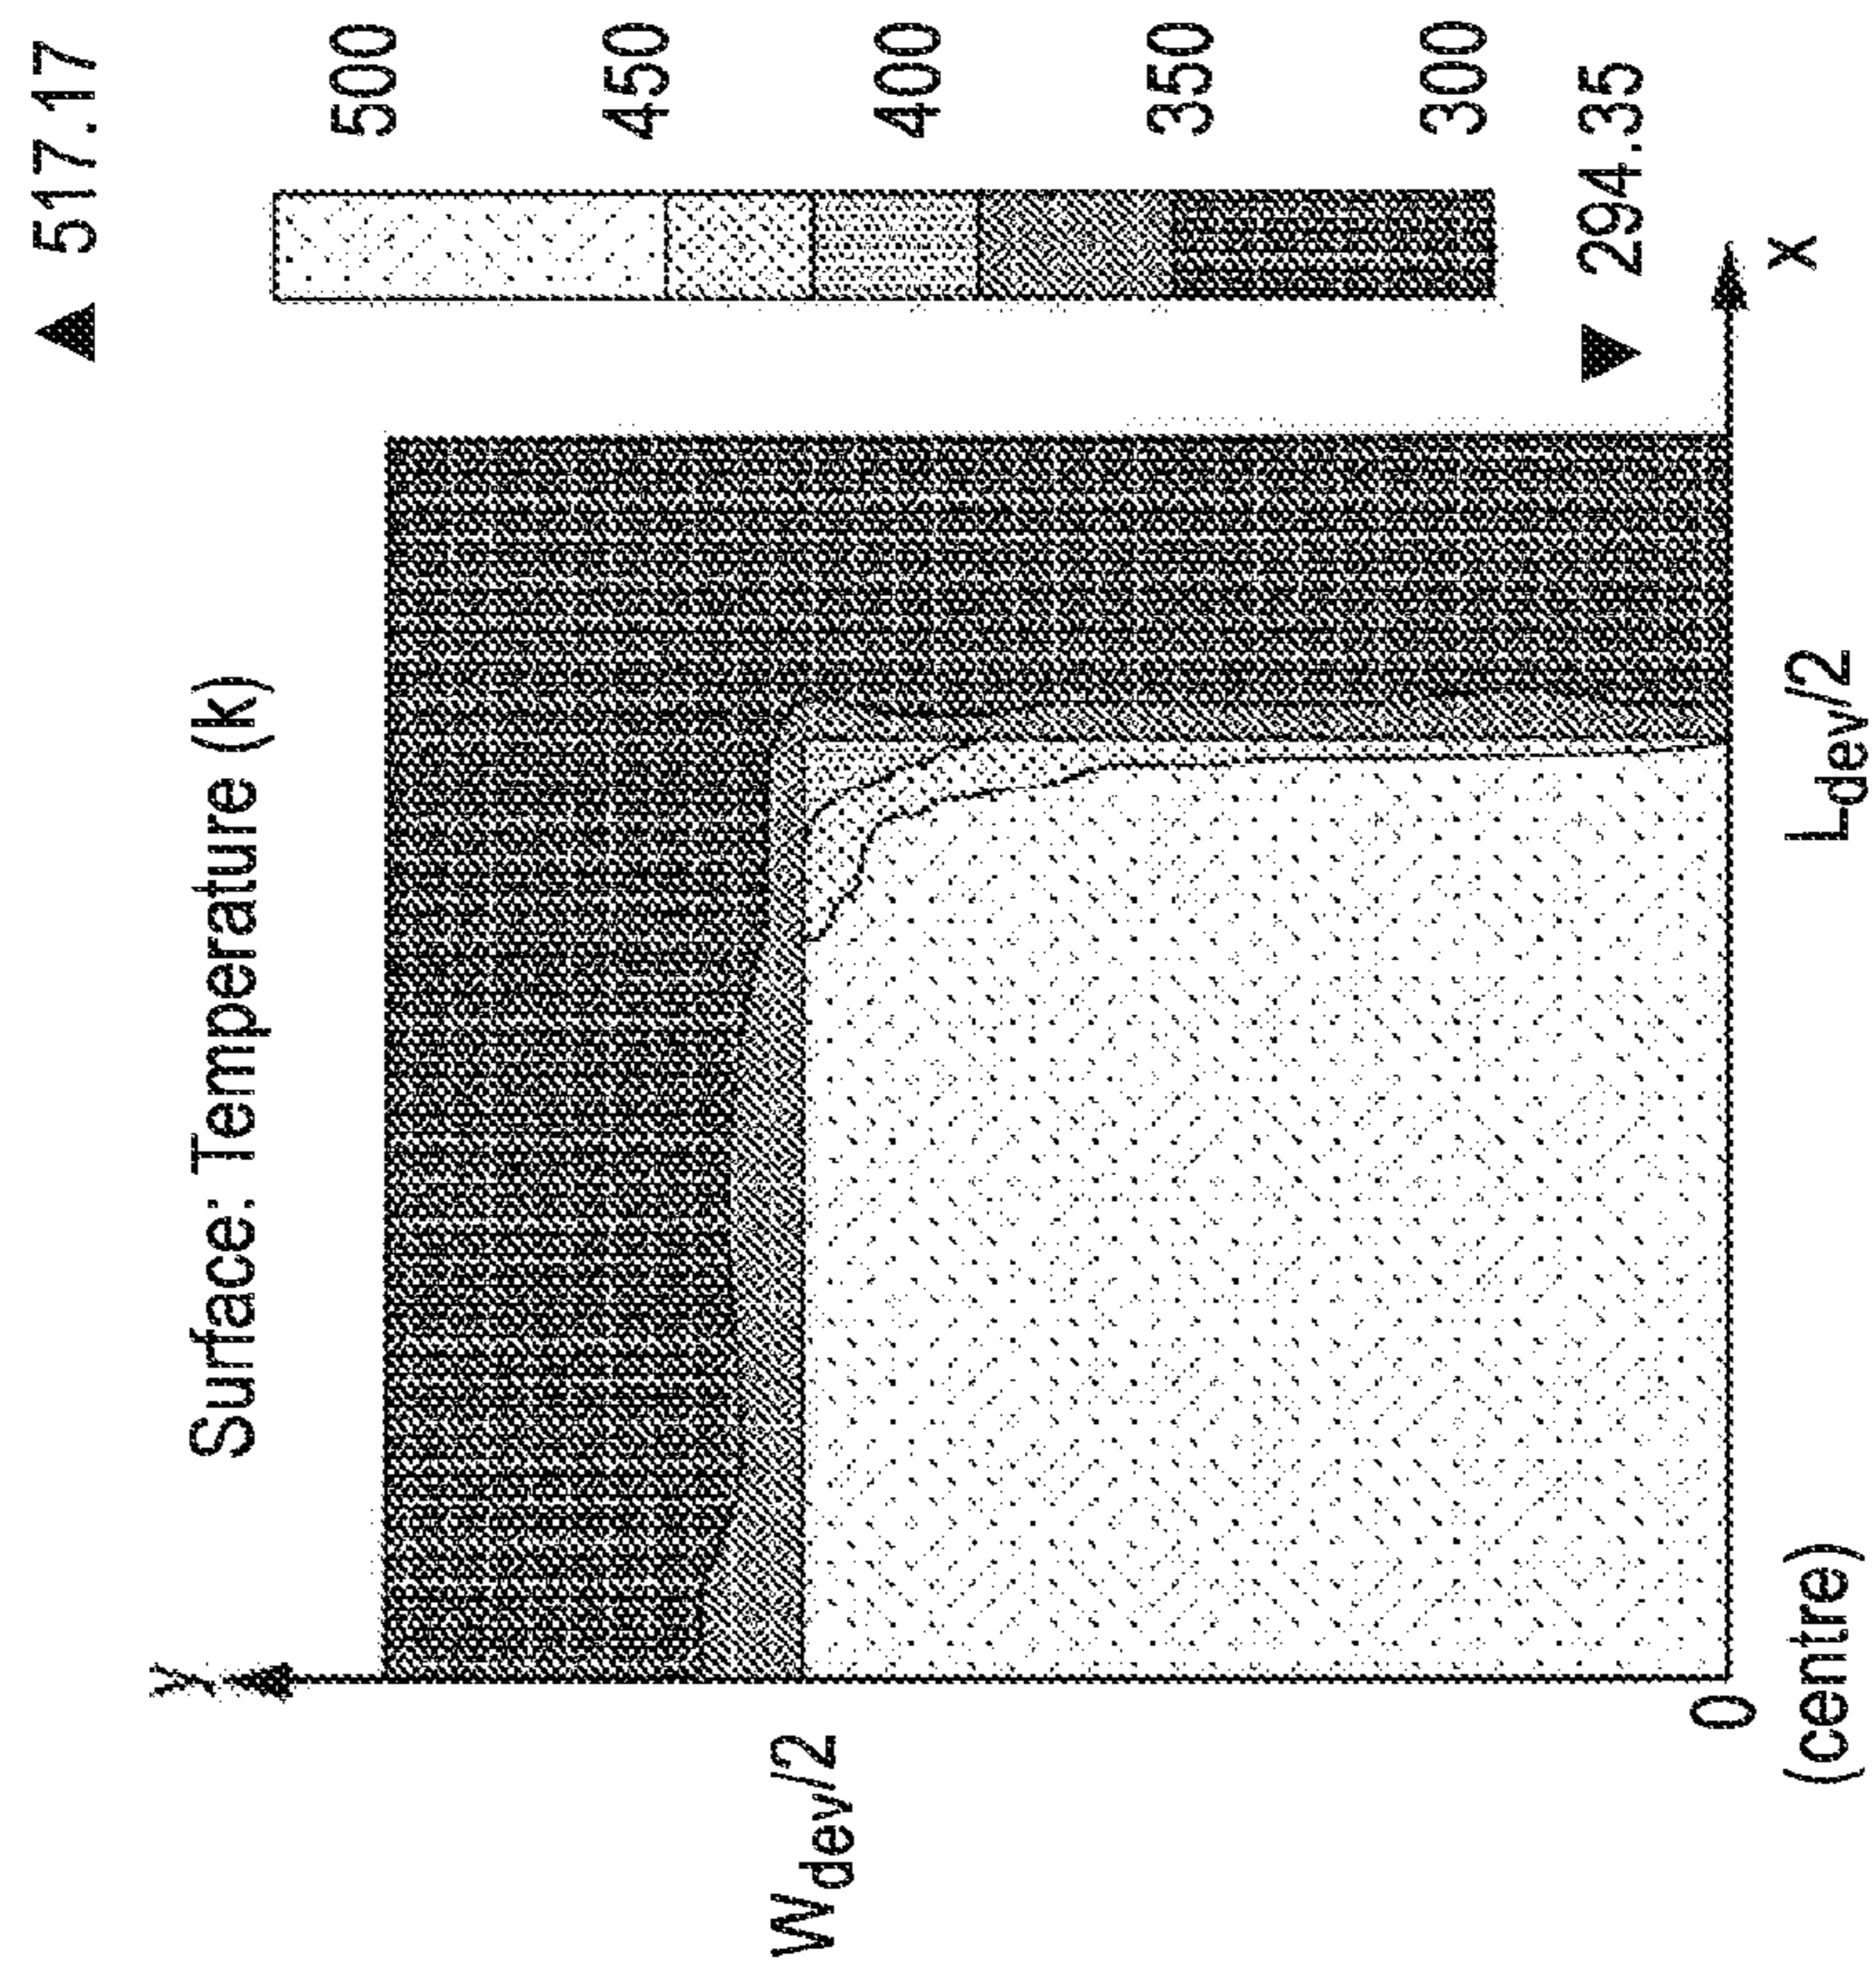 Surface: Temperature (k)
▲ 517.17
500
450
400
350
300
▼ 294.35
y
W_dev/2
0
(centre)
L_dev/2
x